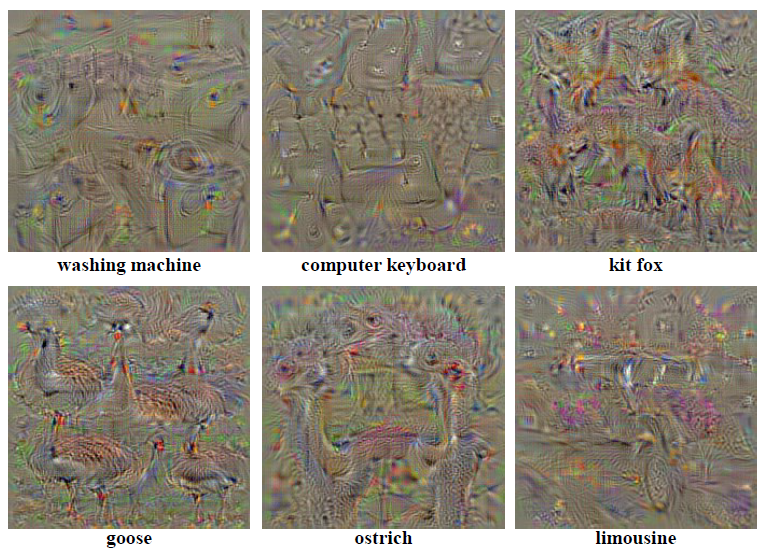 washing machine
computer keyboard
kit fox
goose
ostrich
limousine